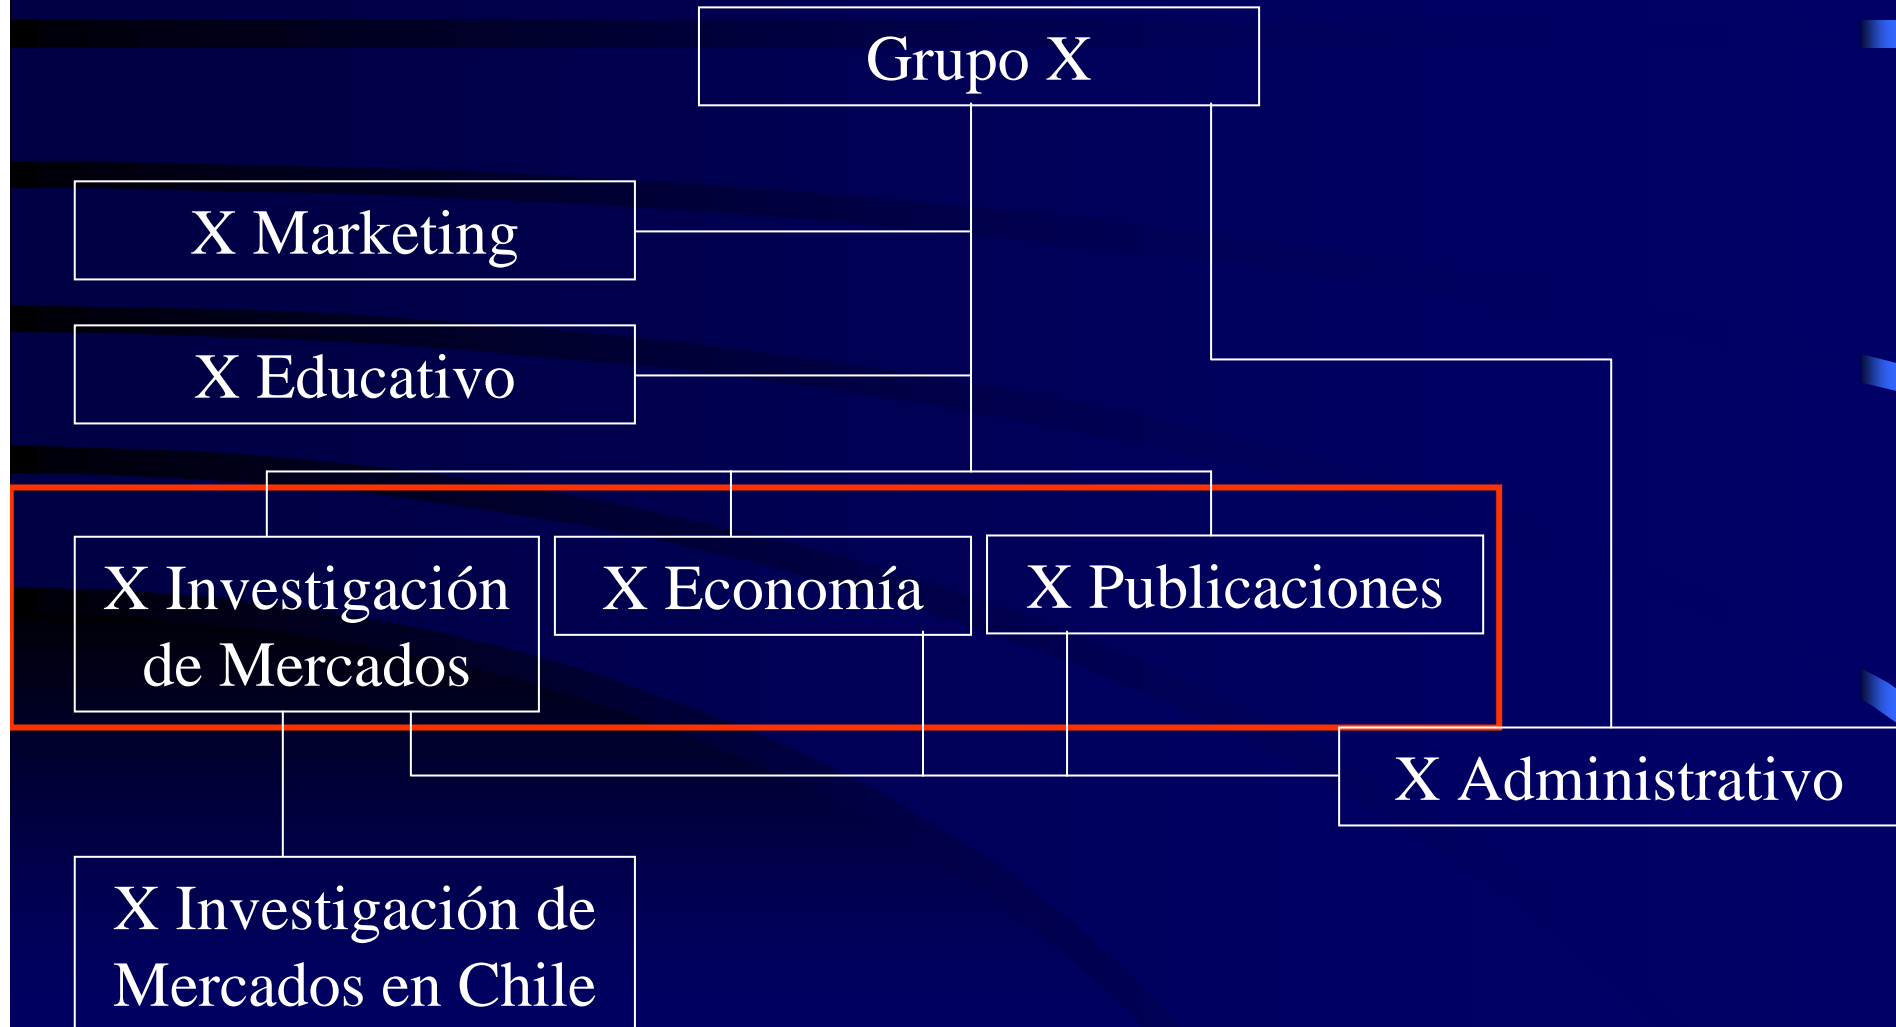 Grupo X
X Marketing
X Educativo
X Investigación
de Mercados
X Economía
X Publicaciones
X Administrativo
X Investigación de
Mercados en Chile